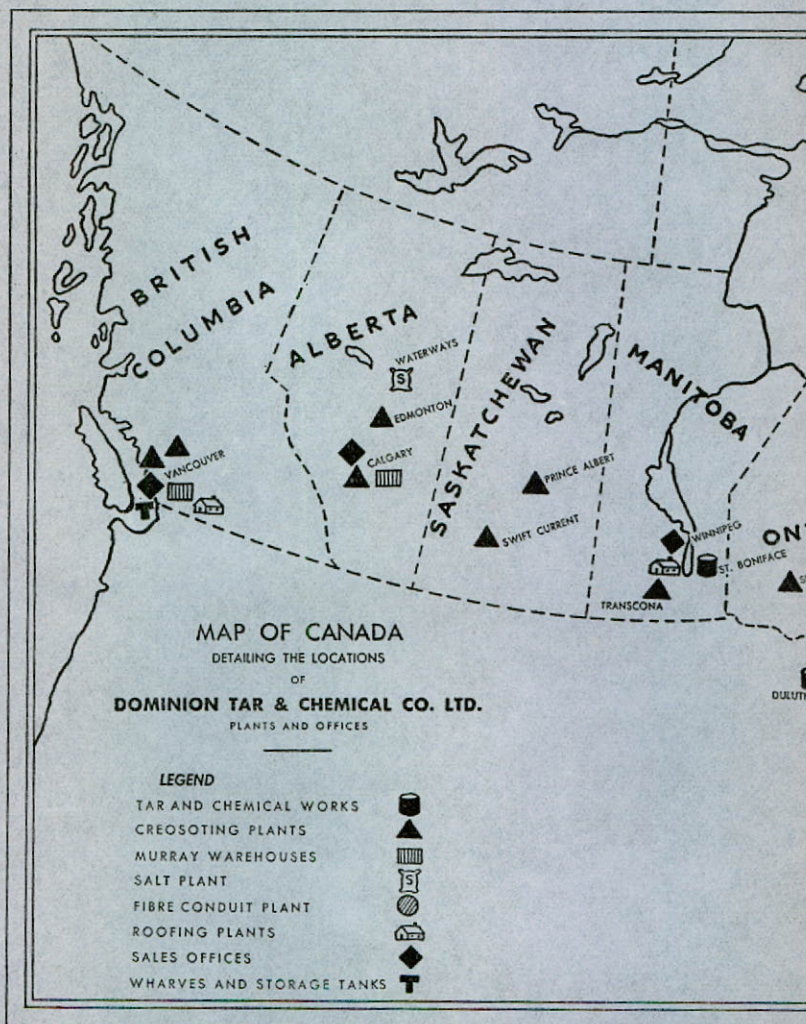 BRITISH
COLUMBIA
ALBERTA
WATERWAYS
S
EDMONTON
CALGARY
VANCOUVER
SASKATCHEWAN
PRINCE ALBERT
SWIFT CURRENT
MANITOBA
WINNIPEG
ST. BONIFACE
TRANSCONA
ON
S
DULUT
MAP OF CANADA
DETAILING THE LOCATIONS
OF
DOMINION TAR & CHEMICAL CO. LTD.
PLANTS AND OFFICES
LEGEND
TAR AND CHEMICAL WORKS
CREOSOTING PLANTS
MURRAY WAREHOUSES
SALT PLANT S
FIBRE CONDUIT PLANT
ROOFING PLANTS
SALES OFFICES
WHARVES AND STORAGE TANKS